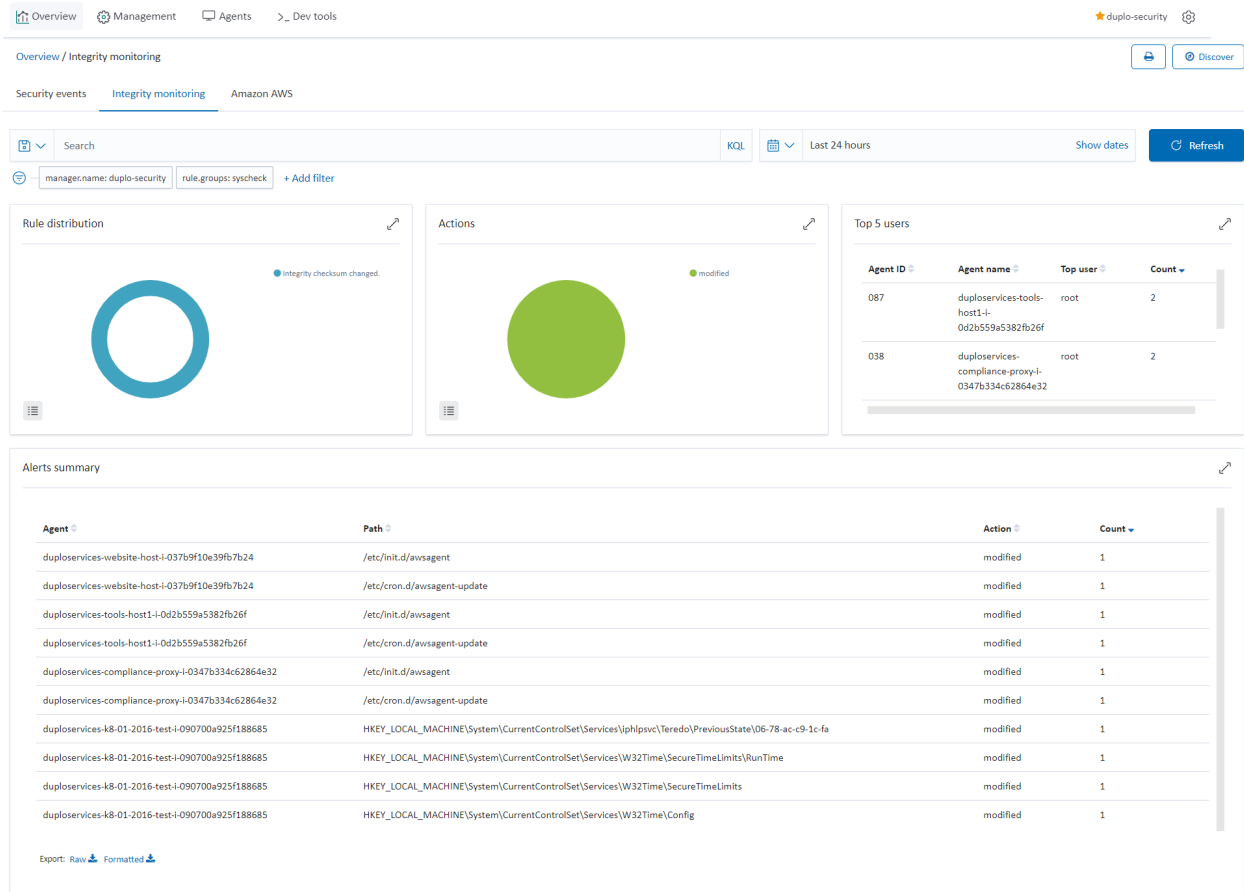 Overview Management Agents >_ Dev tools duplo-security
Overview / Integrity monitoring Discover
Security events Integrity monitoring Amazon AWS
Search KQL Last 24 hours Show dates Refresh
manager.name: duplo-security rule.groups: syscheck + Add filter
Rule distribution
Integrity checksum changed.
Actions
modified
Top 5 users
Agent ID Agent name Top user Count
087 duploservices-tools- root 2
host1-i-
0d2b559a5382fb26f
038 duploservices- root 2
compliance-proxy-i-
0347b334c62864e32
Alerts summary
Agent Path Action Count
duploservices-website-host-i-037b9f10e39fb7b24 /etc/init.d/awsagent modified 1
duploservices-website-host-i-037b9f10e39fb7b24 /etc/cron.d/awsagent-update modified 1
duploservices-tools-host1-i-0d2b559a5382fb26f /etc/init.d/awsagent modified 1
duploservices-tools-host1-i-0d2b559a5382fb26f /etc/cron.d/awsagent-update modified 1
duploservices-compliance-proxy-i-0347b334c62864e32 /etc/init.d/awsagent modified 1
duploservices-compliance-proxy-i-0347b334c62864e32 /etc/cron.d/awsagent-update modified 1
duploservices-k8-01-2016-test-i-090700a925f188685 HKEY_LOCAL_MACHINE\System\CurrentControlSet\Services\iphlpsvc\Teredo\PreviousState\06-78-ac-c9-1c-fa modified 1
duploservices-k8-01-2016-test-i-090700a925f188685 HKEY_LOCAL_MACHINE\System\CurrentControlSet\Services\W32Time\SecureTimeLimits\RunTime modified 1
duploservices-k8-01-2016-test-i-090700a925f188685 HKEY_LOCAL_MACHINE\System\CurrentControlSet\Services\W32Time\SecureTimeLimits modified 1
duploservices-k8-01-2016-test-i-090700a925f188685 HKEY_LOCAL_MACHINE\System\CurrentControlSet\Services\W32Time\Config modified 1
Export: Raw Formatted